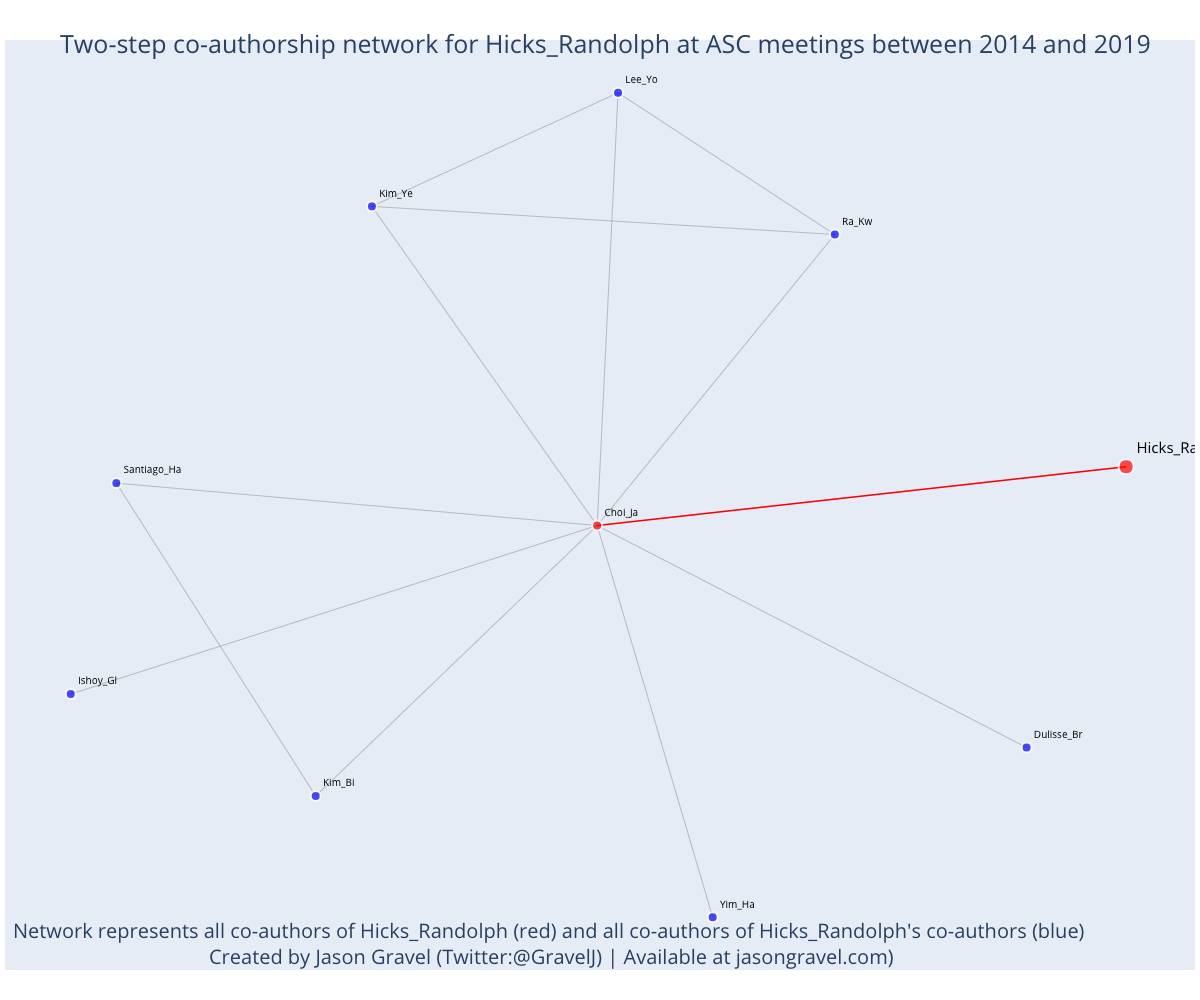 Two-step co-authorship network for Hicks_Randolph at ASC meetings between 2014 and 2019
Lee_Yo
Kim_Ye
Ra_Kw
Hicks_Ra
Santiago_Ha
Choi_Ja
Ishoy_Gl
Dulisse_Br
Kim_Bi
Yim_Ha
Network represents all co-authors of Hicks_Randolph (red) and all co-authors of Hicks_Randolph's co-authors (blue)
Created by Jason Gravel (Twitter:@GravelJ) | Available at jasongravel.com)